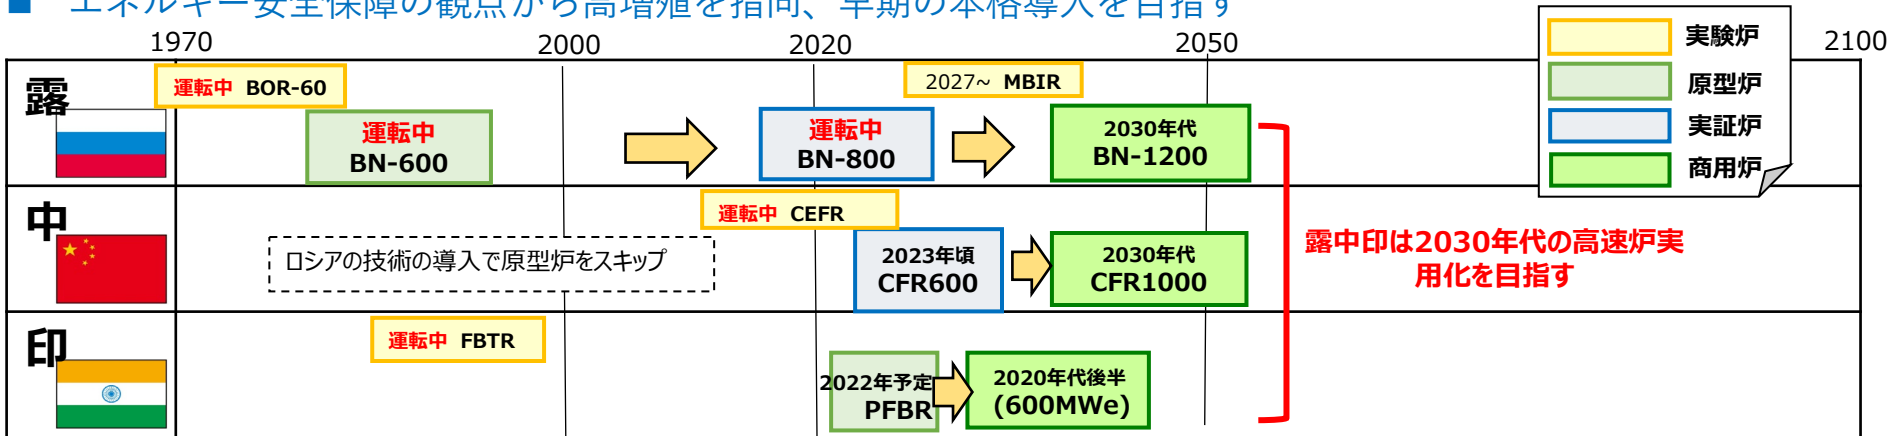 ■ エネルギー安全保障の観点から高増殖を指向、早期の本格導入を目指す
1970 2000 2020 2050 2100
実験炉
原型炉
実証炉
商用炉
露
運転中 BOR-60
運転中
BN-600
運転中
BN-800
2027~ MBIR
2030年代
BN-1200
中
ロシアの技術の導入で原型炉をスキップ
運転中 CEFR
2023年頃
CFR600
2030年代
CFR1000
印
運転中 FBTR
2022年予定
PFBR
2020年代後半
(600MWe)
露中印は2030年代の高速炉実
用化を目指す